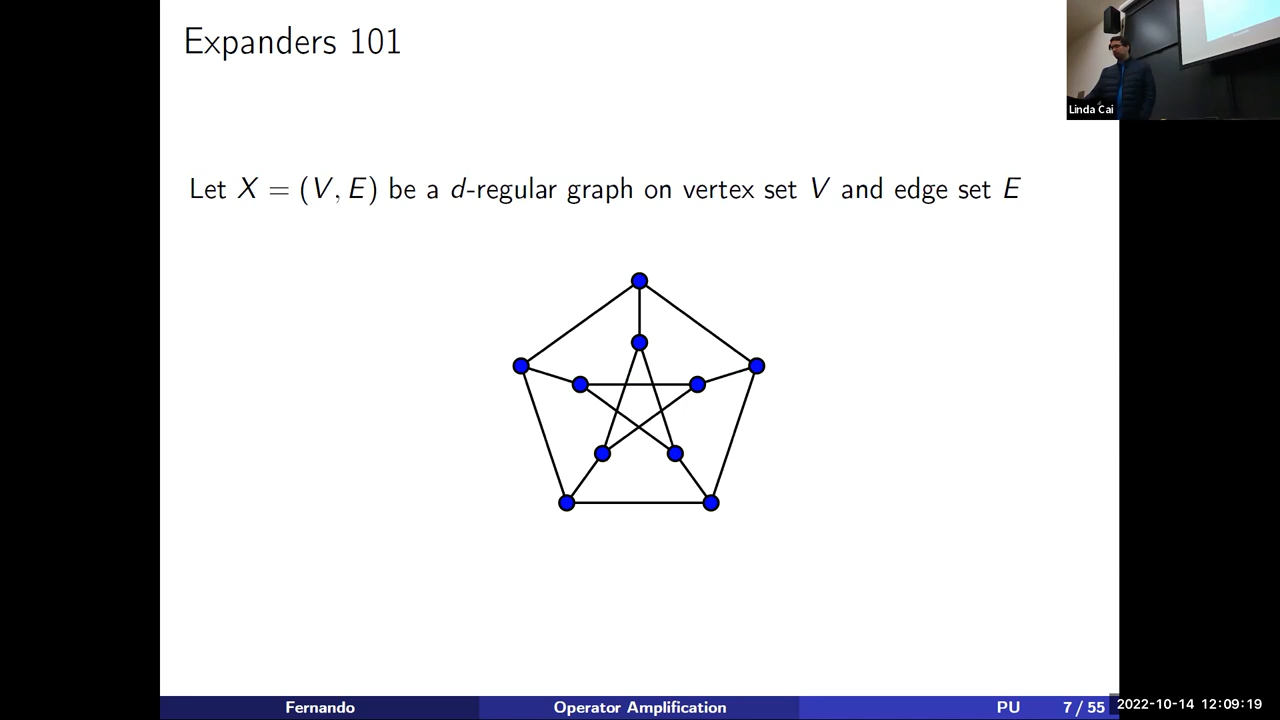 Expanders 101
Linda Cai
Let X = (V, E) be a d-regular graph on vertex set V and edge set E
Fernando Operator Amplification PU 7 / 55 2022-10-14 12:09:19